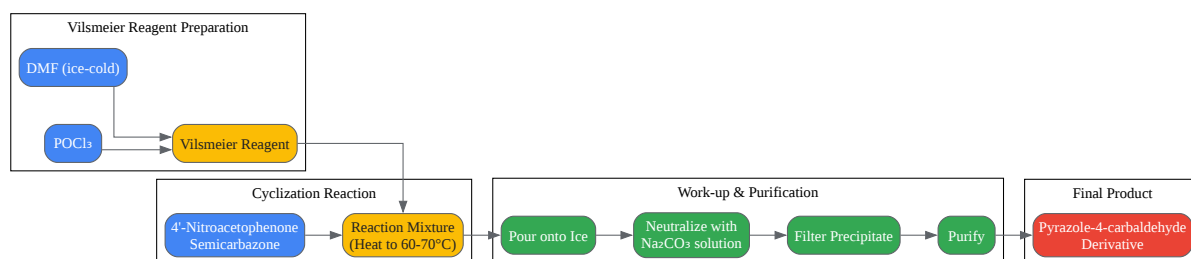 Vilsmeier Reagent Preparation
DMF (ice-cold)
POCl₃
Vilsmeier Reagent
Cyclization Reaction
4'-Nitroacetophenone
Semicarbazone
Reaction Mixture
(Heat to 60-70°C)
Work-up & Purification
Pour onto Ice
Neutralize with
Na₂CO₃ solution
Filter Precipitate
Purify
Final Product
Pyrazole-4-carbaldehyde
Derivative